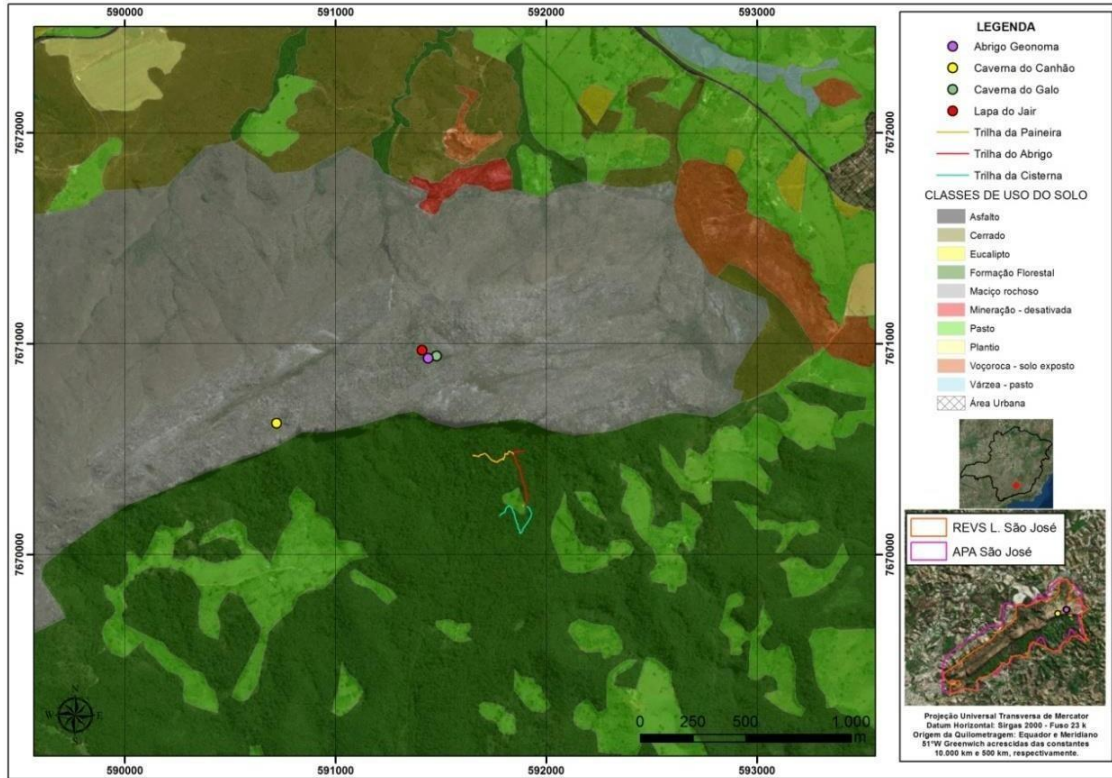 590000 591000 592000 593000
7672000 7672000
7671000 7671000
7670000 7670000
N
W E
S
0 250 500 1.000
m
590000 591000 592000 593000
LEGENDA
Abrigo Geonoma
Caverna do Canhão
Caverna do Galo
Lapa do Jair
Trilha da Paineira
Trilha do Abrigo
Trilha da Cisterna
CLASSES DE USO DO SOLO
Asfalto
Cerrado
Eucalipto
Formação Florestal
Maciço rochoso
Mineração - desativada
Pasto
Plantio
Voçoroca - solo exposto
Várzea - pasto
Área Urbana
REVS L. São José
APA São José
Projeção Universal Transversa de Mercator
Datum Horizontal: Sirgas 2000 - Fuso 23 k
Origem da Quilometragem: Equador e Meridiano
51°W Greenwich acrescidas das constantes
10.000 km e 500 km, respectivamente.